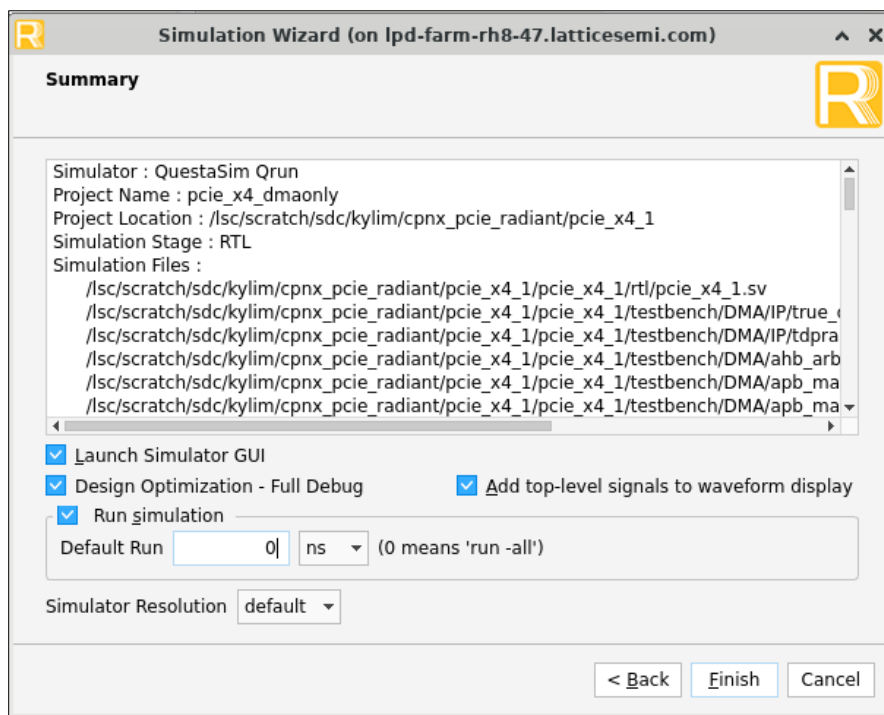 Simulation Wizard (on lpd-farm-rh8-47.latticesemi.com)
Summary
Simulator : QuestaSim Qrun
Project Name : pcie_x4_dmaonly
Project Location : /lsc/scratch/sdc/kylim/cpnx_pcie_radiant/pcie_x4_1
Simulation Stage : RTL
Simulation Files :
/lsc/scratch/sdc/kylim/cpnx_pcie_radiant/pcie_x4_1/pcie_x4_1/rtl/pcie_x4_1.sv
/lsc/scratch/sdc/kylim/cpnx_pcie_radiant/pcie_x4_1/pcie_x4_1/testbench/DMA/IP/true_
/lsc/scratch/sdc/kylim/cpnx_pcie_radiant/pcie_x4_1/pcie_x4_1/testbench/DMA/IP/tdpra
/lsc/scratch/sdc/kylim/cpnx_pcie_radiant/pcie_x4_1/pcie_x4_1/testbench/DMA/ahb_arb
/lsc/scratch/sdc/kylim/cpnx_pcie_radiant/pcie_x4_1/pcie_x4_1/testbench/DMA/apb_ma
/lsc/scratch/sdc/kylim/cpnx_pcie_radiant/pcie_x4_1/pcie_x4_1/testbench/DMA/apb_ma
Launch Simulator GUI
Design Optimization - Full Debug Add top-level signals to waveform display
Run simulation
Default Run 0 ns (0 means 'run -all')
Simulator Resolution default
< Back Finish Cancel